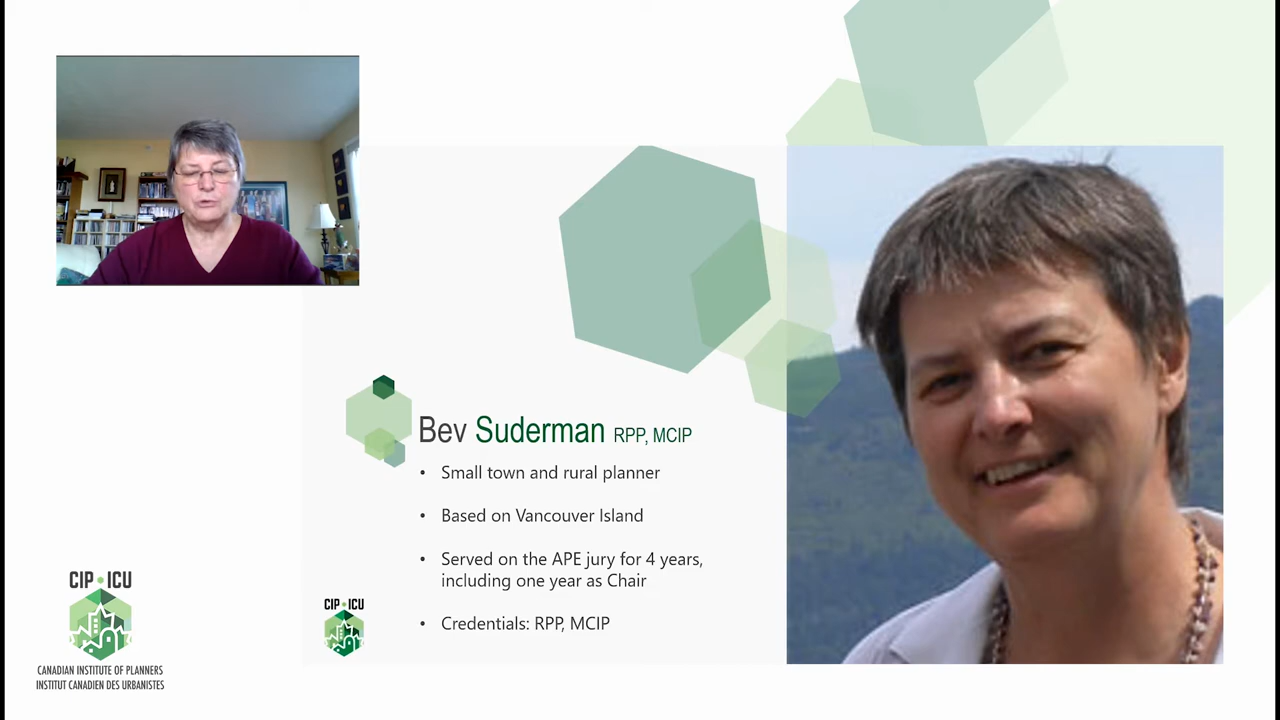 Bev Suderman RPP, MCIP
• Small town and rural planner
• Based on Vancouver Island
• Served on the APE jury for 4 years,
including one year as Chair
• Credentials: RPP, MCIP
CIP•ICU
CIP•ICU
CANADIAN INSTITUTE OF PLANNERS
INSTITUT CANADIEN DES URBANISTES